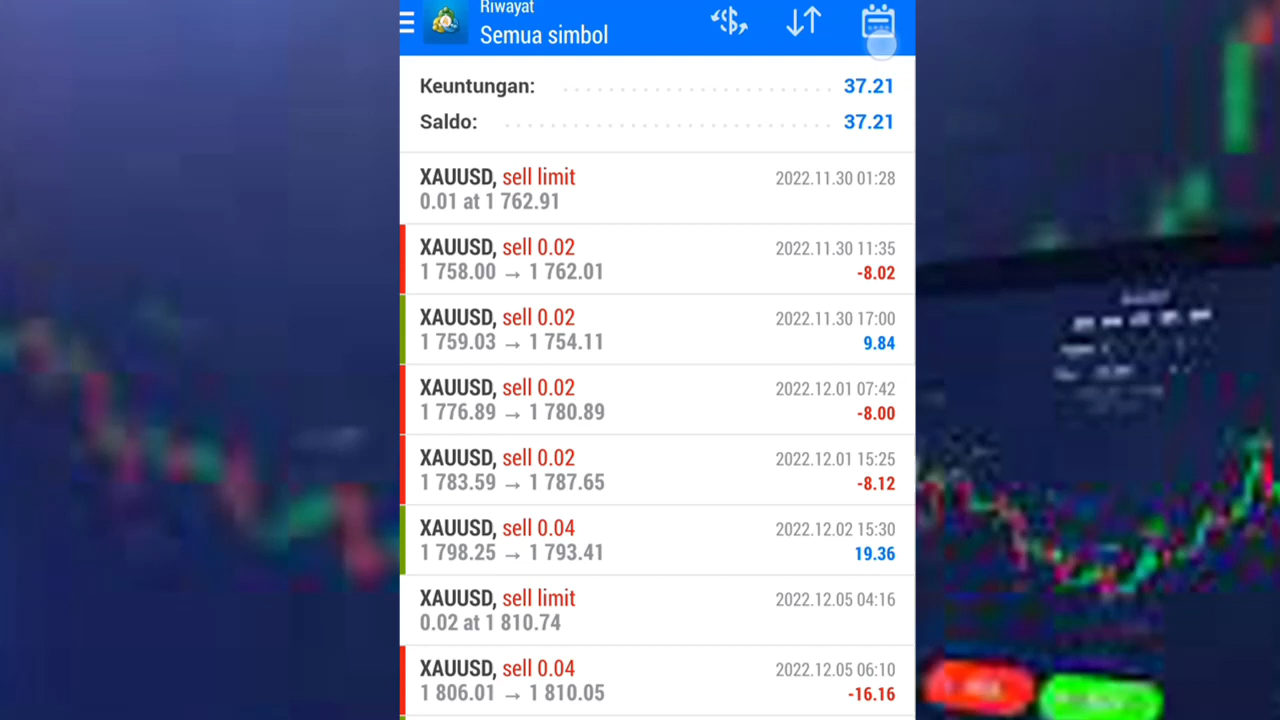 Riwayat
Semua simbol
Keuntungan: 37.21
Saldo: 37.21
XAUUSD, sell limit 2022.11.30 01:28
0.01 at 1 762.91
XAUUSD, sell 0.02 2022.11.30 11:35
1 758.00 → 1 762.01 -8.02
XAUUSD, sell 0.02 2022.11.30 17:00
1 759.03 → 1 754.11 9.84
XAUUSD, sell 0.02 2022.12.01 07:42
1 776.89 → 1 780.89 -8.00
XAUUSD, sell 0.02 2022.12.01 15:25
1 783.59 → 1 787.65 -8.12
XAUUSD, sell 0.04 2022.12.02 15:30
1 798.25 → 1 793.41 19.36
XAUUSD, sell limit 2022.12.05 04:16
0.02 at 1 810.74
XAUUSD, sell 0.04 2022.12.05 06:10
1 806.01 → 1 810.05 -16.16